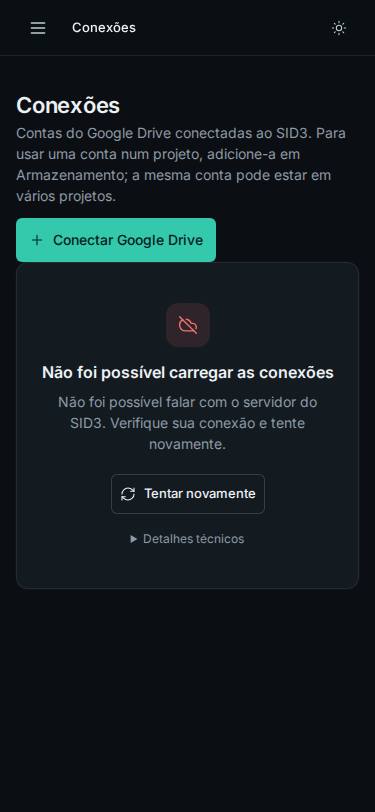 Conexões
Conexões
Contas do Google Drive conectadas ao SID3. Para
usar uma conta num projeto, adicione-a em
Armazenamento; a mesma conta pode estar em
vários projetos.
Conectar Google Drive
Não foi possível carregar as conexões
Não foi possível falar com o servidor do
SID3. Verifique sua conexão e tente
novamente.
Tentar novamente
Detalhes técnicos